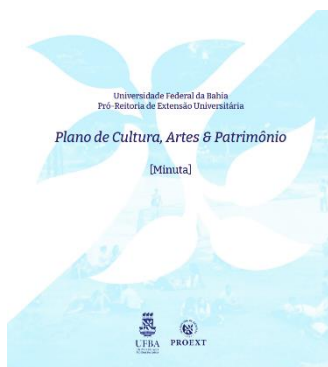 Universidade Federal da Bahia
Pró-Reitoria de Extensão Universitária
Plano de Cultura, Artes & Patrimônio
[Minuta]
UFBA
PROEXT